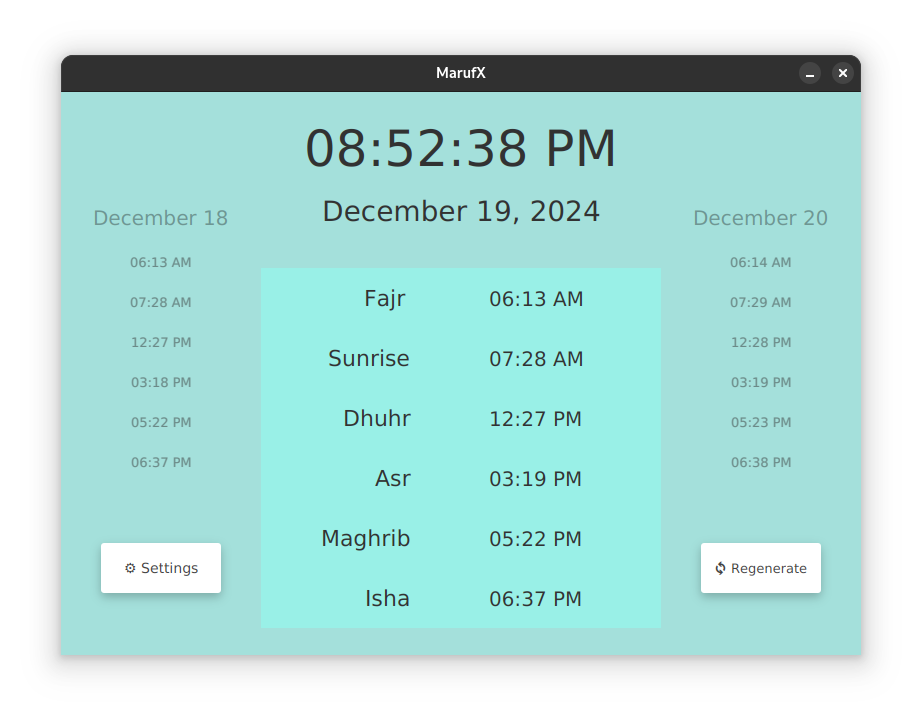 MarufX
08:52:38 PM
December 19, 2024
December 18
06:13 AM
07:28 AM
12:27 PM
03:18 PM
05:22 PM
06:37 PM
Fajr 06:13 AM
Sunrise 07:28 AM
Dhuhr 12:27 PM
Asr 03:19 PM
Maghrib 05:22 PM
Isha 06:37 PM
December 20
06:14 AM
07:29 AM
12:28 PM
03:19 PM
05:23 PM
06:38 PM
⚙ Settings
Regenerate